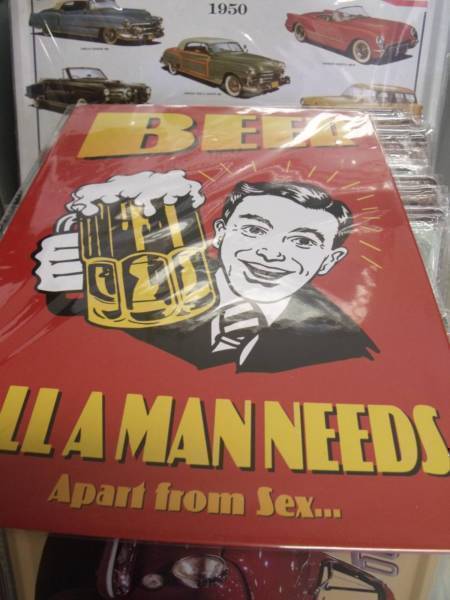 1950
BEER
LL A MAN NEEDS
Apart from Sex...